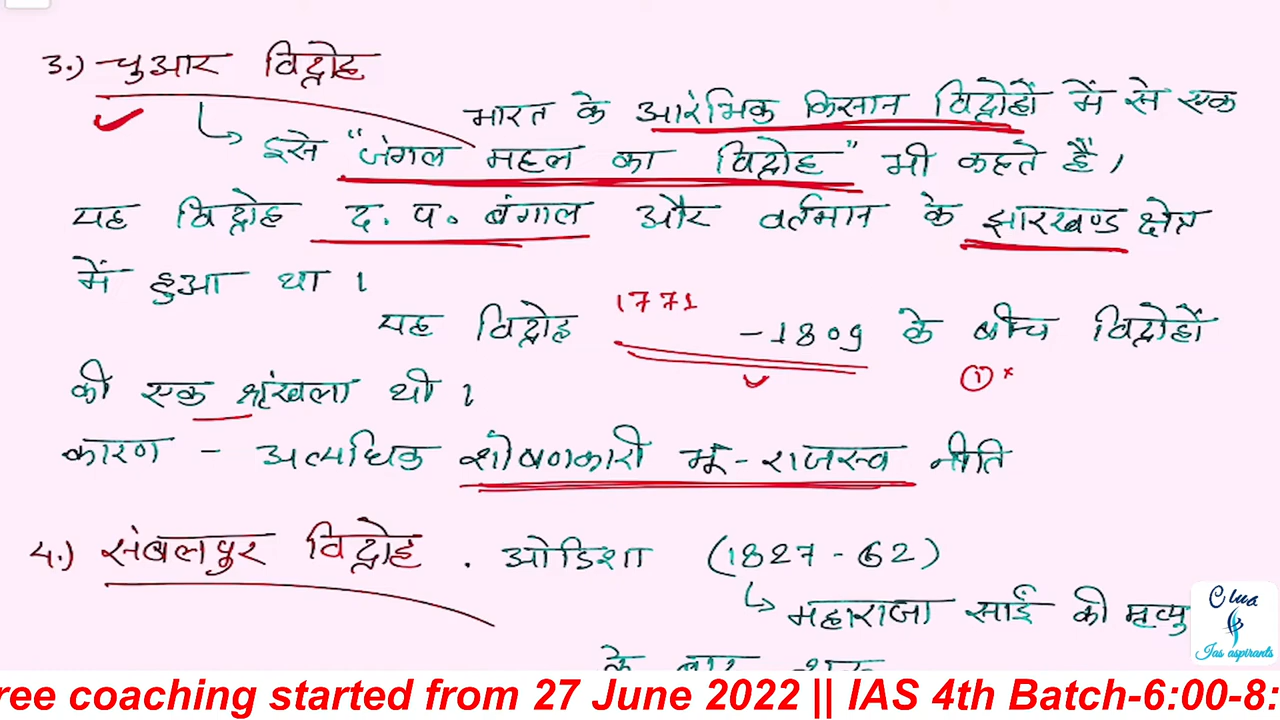 3.) चुआर विद्रोह
भारत के आरंभिक किसान विद्रोहों में से एक
इसे "जंगल महल का विद्रोह" भी कहते हैं।
यह विद्रोह द. प. बंगाल और वर्तमान के झारखण्ड क्षेत्र
में हुआ था ।
यह विद्रोह 1771 - 1809 के बीच विद्रोहों
①*
की एक श्रृंखला थी ।
कारण - अत्यधिक शोषणकारी भू-राजस्व नीति
4.) संबलपुर विद्रोह . ओडिशा (1827 - 62)
महाराजा साई की मृत्यु
के बाद शुरू
Clua
Ias aspirants
ree coaching started from 27 June 2022 || IAS 4th Batch-6:00-8: